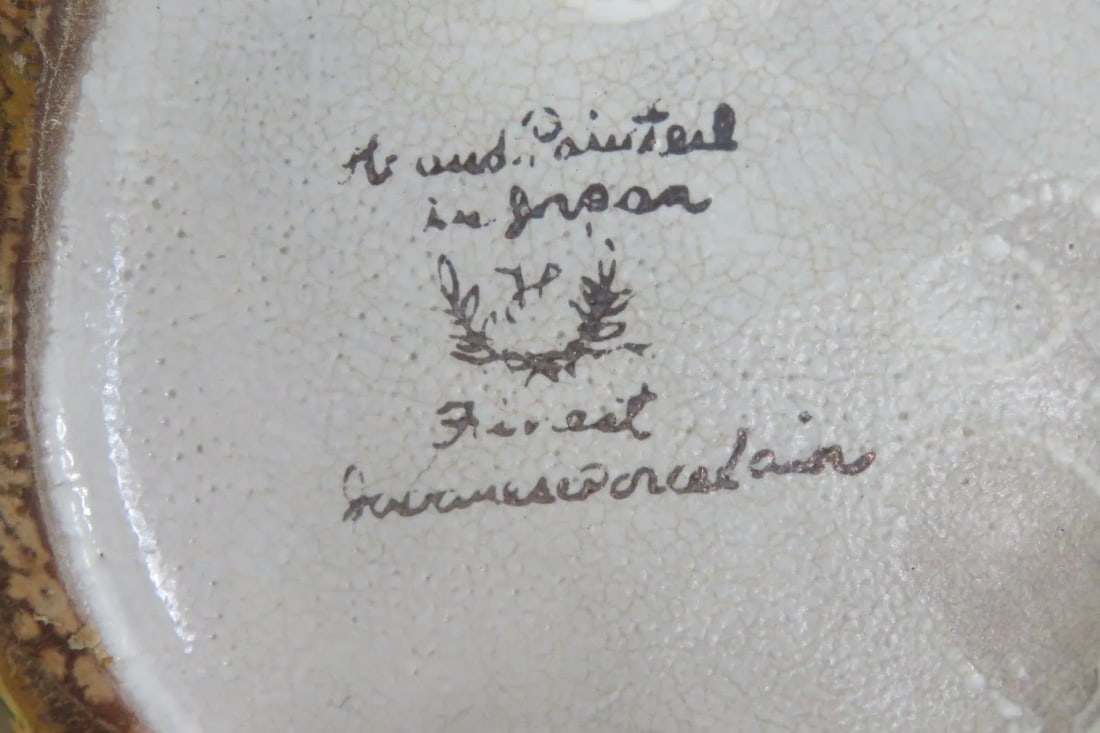 Hand Painted
in Japan
H
Finest
Porcelain